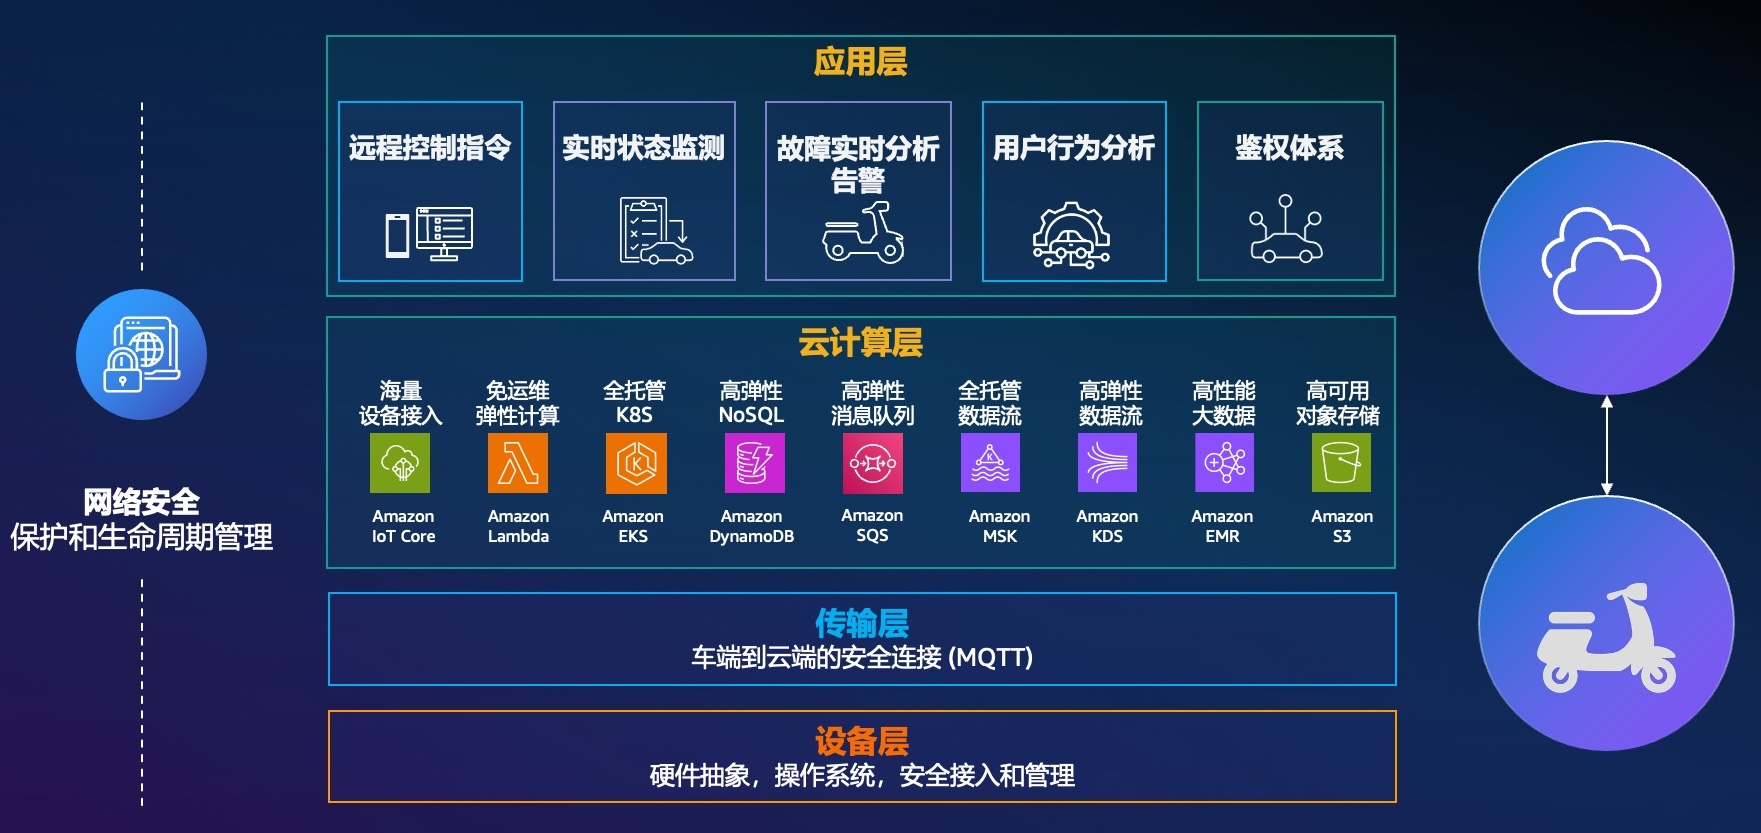 应用层
远程控制指令
实时状态监测
故障实时分析
告警
用户行为分析
鉴权体系
云计算层
海量
设备接入
免运维
弹性计算
全托管
K8S
高弹性
NoSQL
高弹性
消息队列
全托管
数据流
高弹性
数据流
高性能
大数据
高可用
对象存储
Amazon
IoT Core
Amazon
Lambda
Amazon
EKS
Amazon
DynamoDB
Amazon
SQS
Amazon
MSK
Amazon
KDS
Amazon
EMR
Amazon
S3
网络安全
保护和生命周期管理
传输层
车端到云端的安全连接 (MQTT)
设备层
硬件抽象，操作系统，安全接入和管理